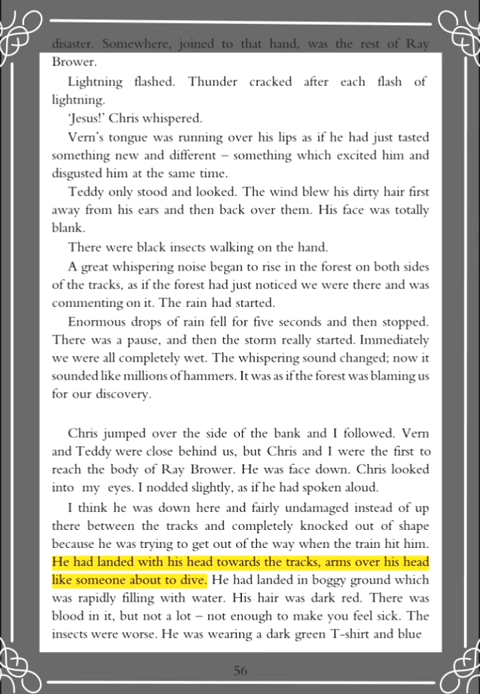 disaster. Somewhere, joined to that hand, was the rest of Ray
Brower.
Lightning flashed. Thunder cracked after each flash of
lightning.
‘Jesus!’ Chris whispered.
Vern’s tongue was running over his lips as if he had just tasted
something new and different – something which excited him and
disgusted him at the same time.
Teddy only stood and looked. The wind blew his dirty hair first
away from his ears and then back over them. His face was totally
blank.
There were black insects walking on the hand.
A great whispering noise began to rise in the forest on both sides
of the tracks, as if the forest had just noticed we were there and was
commenting on it. The rain had started.
Enormous drops of rain fell for five seconds and then stopped.
There was a pause, and then the storm really started. Immediately
we were all completely wet. The whispering sound changed; now it
sounded like millions of hammers. It was as if the forest was blaming us
for our discovery.
Chris jumped over the side of the bank and I followed. Vern
and Teddy were close behind us, but Chris and I were the first to
reach the body of Ray Brower. He was face down. Chris looked
into my eyes. I nodded slightly, as if he had spoken aloud.
I think he was down here and fairly undamaged instead of up
there between the tracks and completely knocked out of shape
because he was trying to get out of the way when the train hit him.
He had landed with his head towards the tracks, arms over his head
like someone about to dive. He had landed in boggy ground which
was rapidly filling with water. His hair was dark red. There was
blood in it, but not a lot – not enough to make you feel sick. The
insects were worse. He was wearing a dark green T-shirt and blue
56